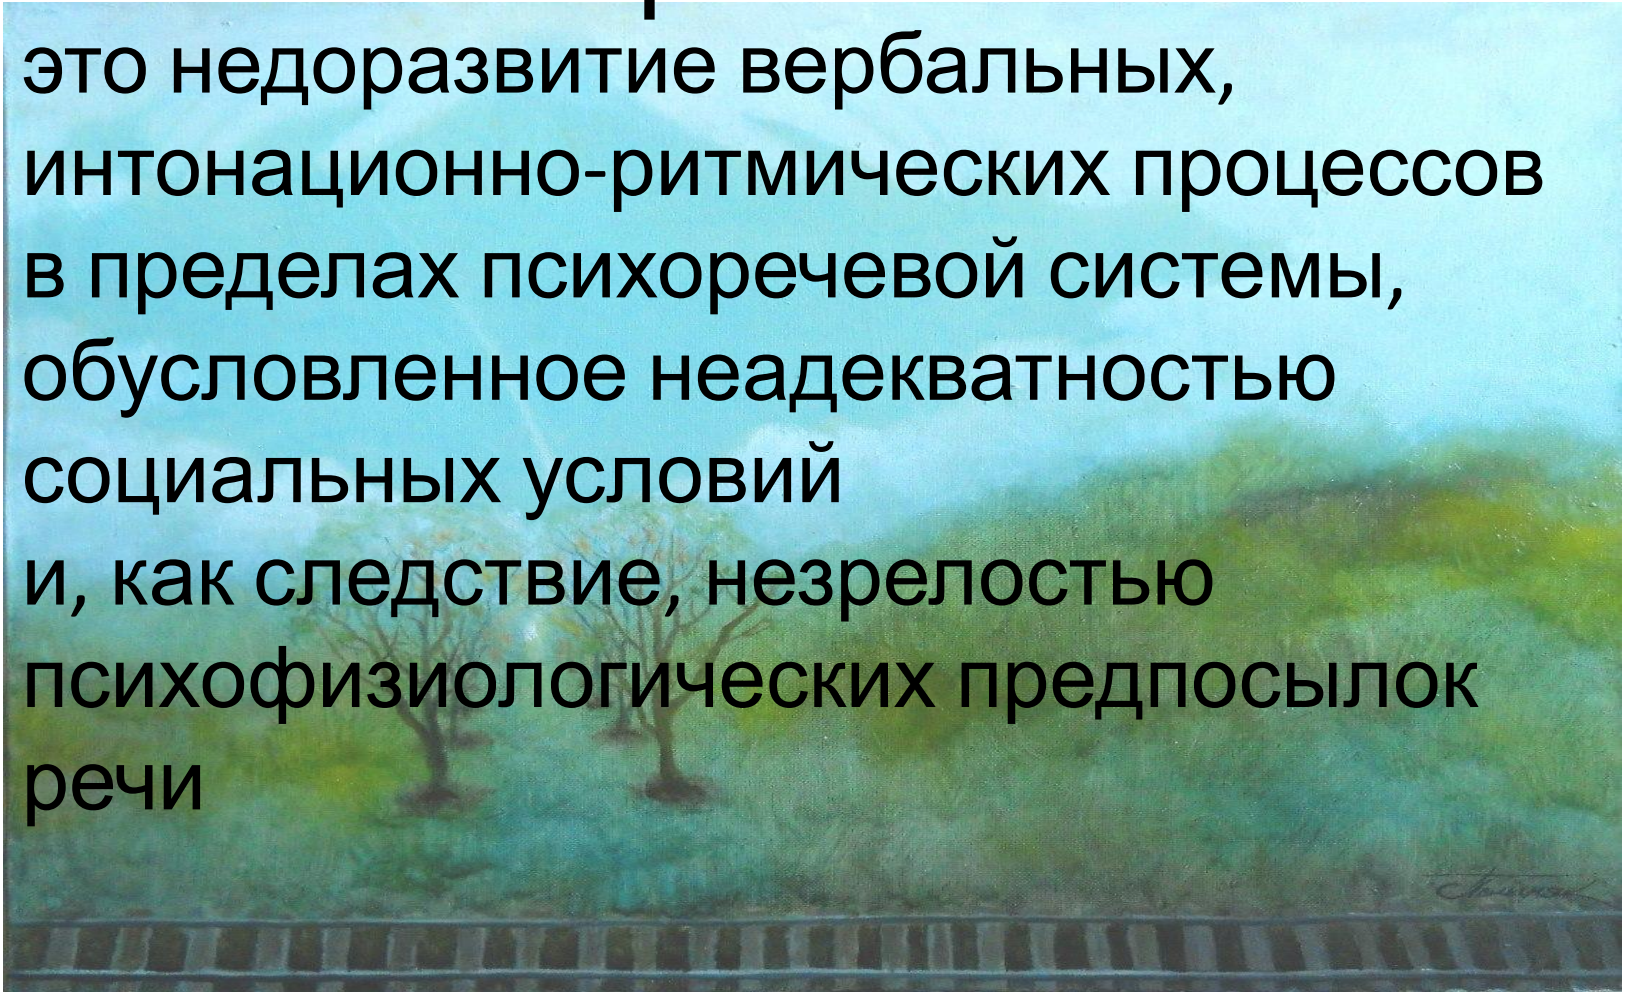 это недоразвитие вербальных,
интонационно-ритмических процессов
в пределах психоречевой системы,
обусловленное неадекватностью
социальных условий
и, как следствие, незрелостью
психофизиологических предпосылок
речи